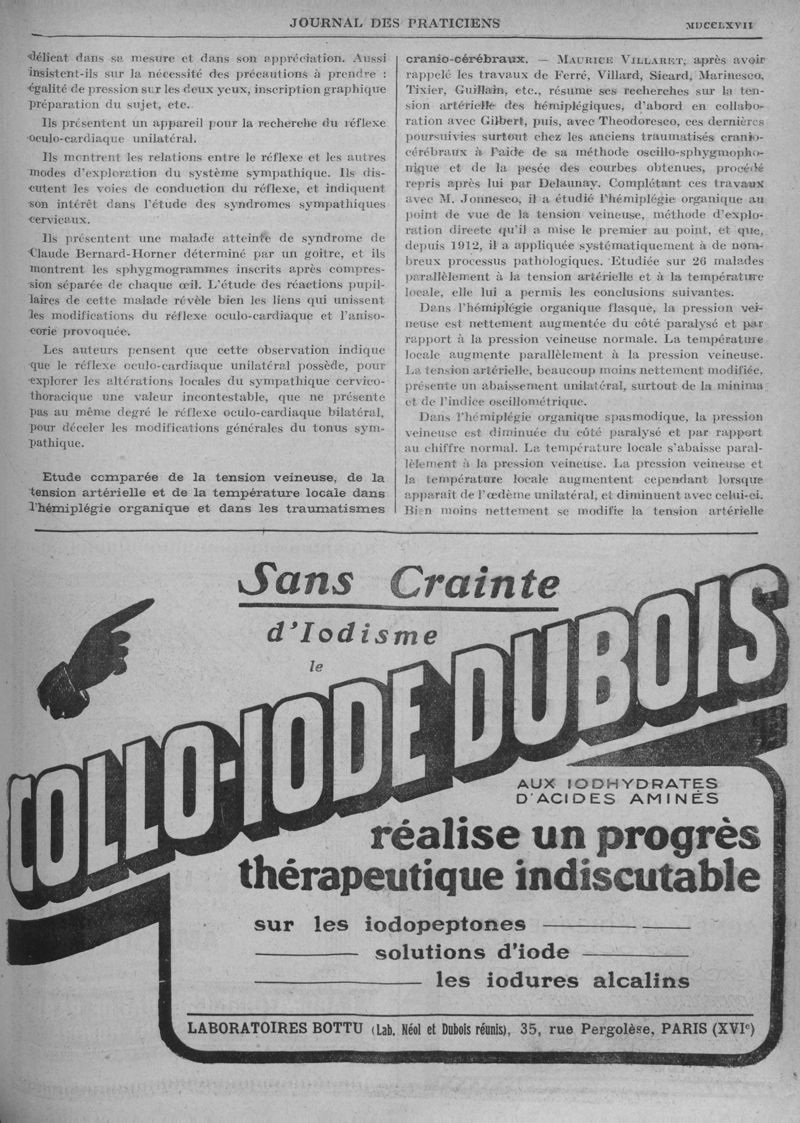 JOURNAL DES PRATICIENS
MDCCLXVII
délicat dans sa mesure et dans son appréciation. Aussi
insistent-ils sur la nécessité des précautions à prendre :
égalité de pression sur les deux yeux, inscription graphique
préparation du sujet, etc.
Ils présentent un appareil pour la recherche du réflexe
oculo-cardiaque unilatéral.
Ils montrent les relations entre le réflexe et les autres
modes d'exploration du système sympathique. Ils dis-
cutent les voies de conduction du réflexe, et indiquent
son intérêt dans l'étude des syndromes sympathiques
cervicaux.
Ils présentent une malade atteinte de syndrome de
Claude Bernard-Horner déterminé par un goitre, et ils
montrent les sphygmogrammes inscrits après compres-
sion séparée de chaque œil. L'étude des réactions pupil-
laires de cette malade révèle bien les liens qui unissent
les modifications du réflexe oculo-cardiaque et l'aniso-
corie provoquée.
Les auteurs pensent que cette observation indique
que le réflexe oculo-cardiaque unilatéral possède, pour
explorer les altérations locales du sympathique cervico-
thoracique une valeur incontestable, que ne présente
pas au même degré le réflexe oculo-cardiaque bilatéral,
pour déceler les modifications générales du tonus sym-
pathique.
Etude comparée de la tension veineuse, de la
tension artérielle et de la température locale dans
l'hémiplégie organique et dans les traumatismes
cranio-cérébraux. — MAURICE VILLARET, après avoir
rappelé les travaux de Ferré, Villard, Sicard, Marinesco,
Tixier, Guillain, etc., résume ses recherches sur la ten-
sion artérielle des hémiplégiques, d'abord en collabo-
ration avec Gilbert, puis, avec Theodoresco, ces dernières
poursuivies surtout chez les anciens traumatisés cranio-
cérébraux à l'aide de sa méthode oscillo-sphygmopho-
nique et de la pesée des courbes obtenues, procédé
repris après lui par Delaunay. Complétant ces travaux
avec M. Jonnesco, il a étudié l'hémiplégie organique au
point de vue de la tension veineuse, méthode d'explo-
ration directe qu'il a mise le premier au point, et que,
depuis 1912, il a appliquée systématiquement à de nom-
breux processus pathologiques. Etudiée sur 26 malades
parallèlement à la tension artérielle et à la température
locale, elle lui a permis les conclusions suivantes.
Dans l'hémiplégie organique flasque, la pression vei-
neuse est nettement augmentée du côté paralysé et par
rapport à la pression veineuse normale. La température
locale augmente parallèlement à la pression veineuse.
La tension artérielle, beaucoup moins nettement modifiée,
présente un abaissement unilatéral, surtout de la minima
et de l'indice oscillométrique.
Dans l'hémiplégie organique spasmodique, la pression
veineuse est diminuée du côté paralysé et par rapport
au chiffre normal. La température locale s'abaisse paral-
lèlement à la pression veineuse. La pression veineuse et
la température locale augmentent cependant lorsque
apparaît de l'œdème unilatéral, et diminuent avec celui-ci.
Bien moins nettement se modifie la tension artérielle
Sans Crainte
d'Iodisme
le
COLLO-IODE DUBOIS
AUX IODHYDRATES
D'ACIDES AMINÉS
réalise un progrès
thérapeutique indiscutable
sur les iodopeptones
solutions d'iode
les iodures alcalins
LABORATOIRES BOTTU (Lab. Néol et Dubois réunis), 35, rue Pergolèse, PARIS (XVIe)